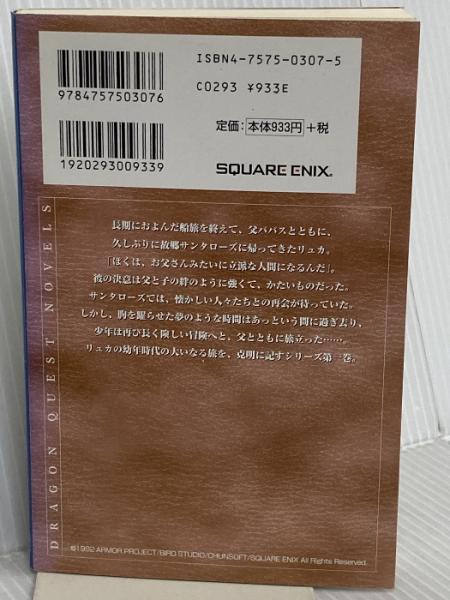 ISBN4-7575-0307-5
C0293 ¥933E
9784757503076
定価：本体933円+税
1920293009339
SQUARE ENIX.
長期におよんだ船旅を終えて、父パパスとともに、
久しぶりに故郷サンタローズに帰ってきたリュカ。
「ぼくは、お父さんみたいに立派な人間になるんだ」。
彼の決意は父と子の絆のように強くて、かたいものだった。
サンタローズでは、懐かしい人々たちとの再会が待っていた。
しかし、胸を躍らせた夢のような時間はあっという間に過ぎ去り、
少年は再び長く険しい冒険へと、父とともに旅立った……。
リュカの幼年時代の大いなる旅を、克明に記すシリーズ第一巻。
DRAGON QUEST NOVELS
©1992 ARMOR PROJECT/BIRD STUDIO/CHUNSOFT/SQUARE ENIX All Rights Reserved.